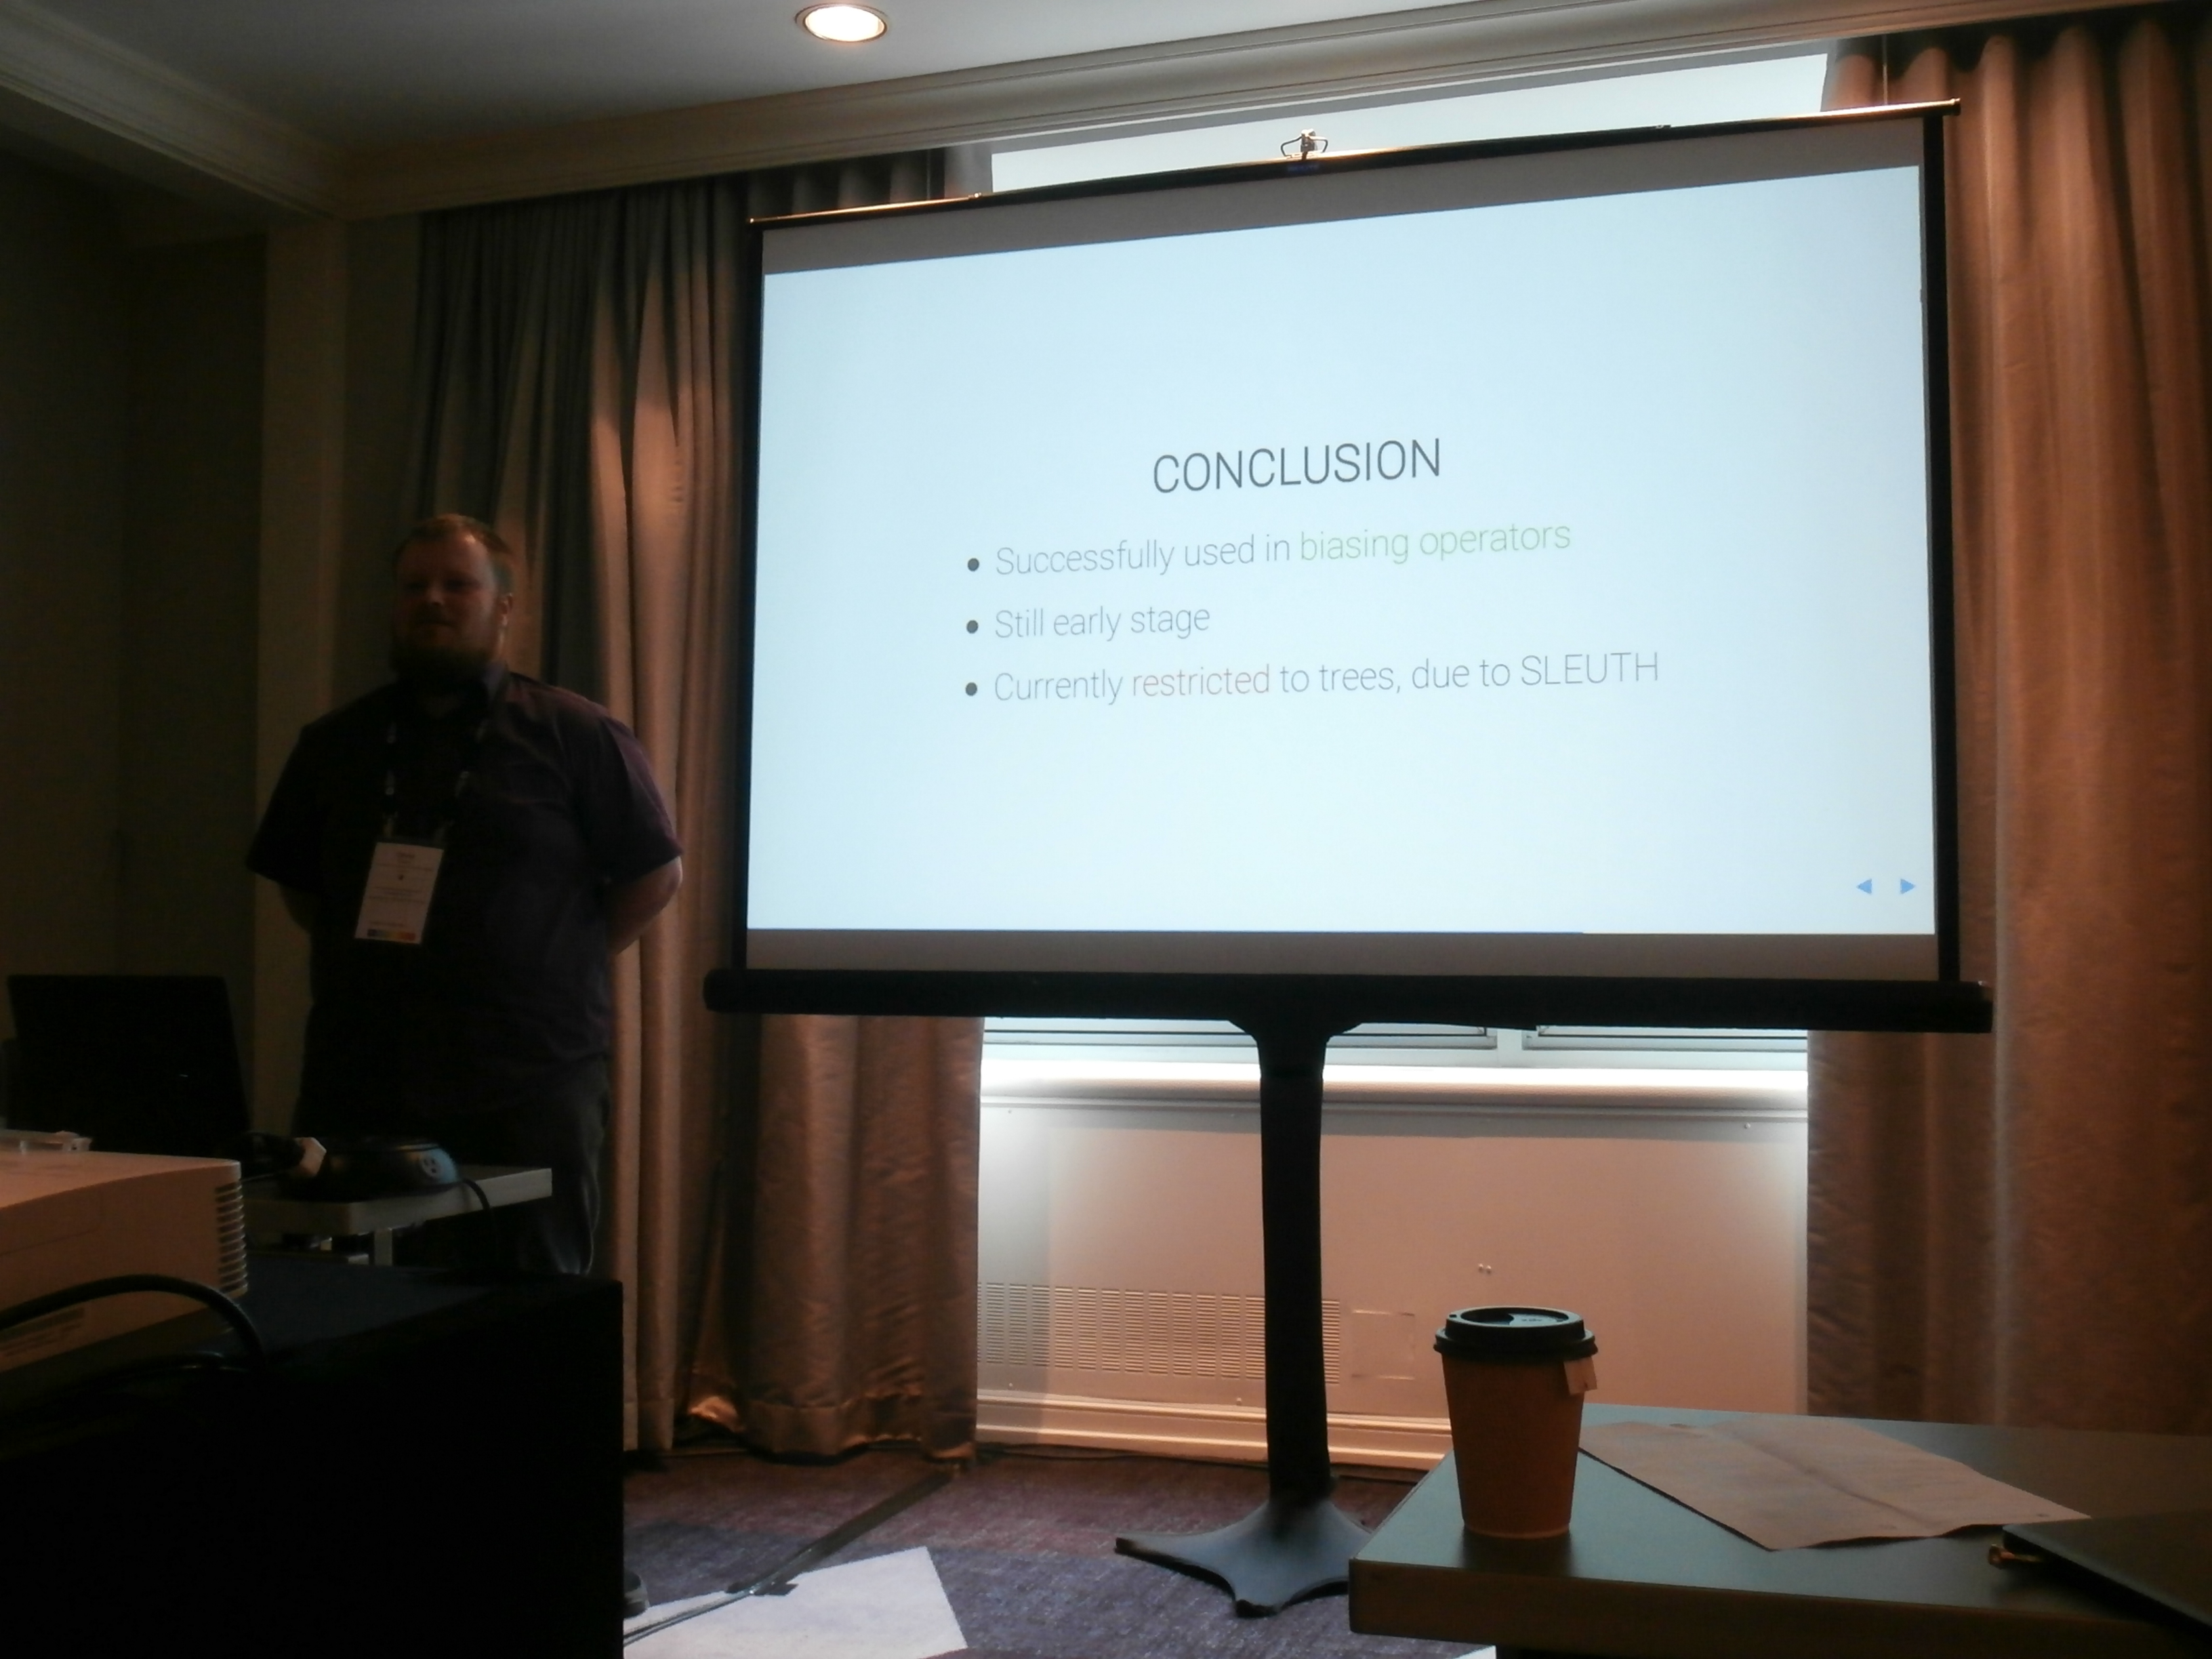 CONCLUSION
Successfully used in biasing operators
Still early stage
Currently restricted to trees, due to SLEUTH